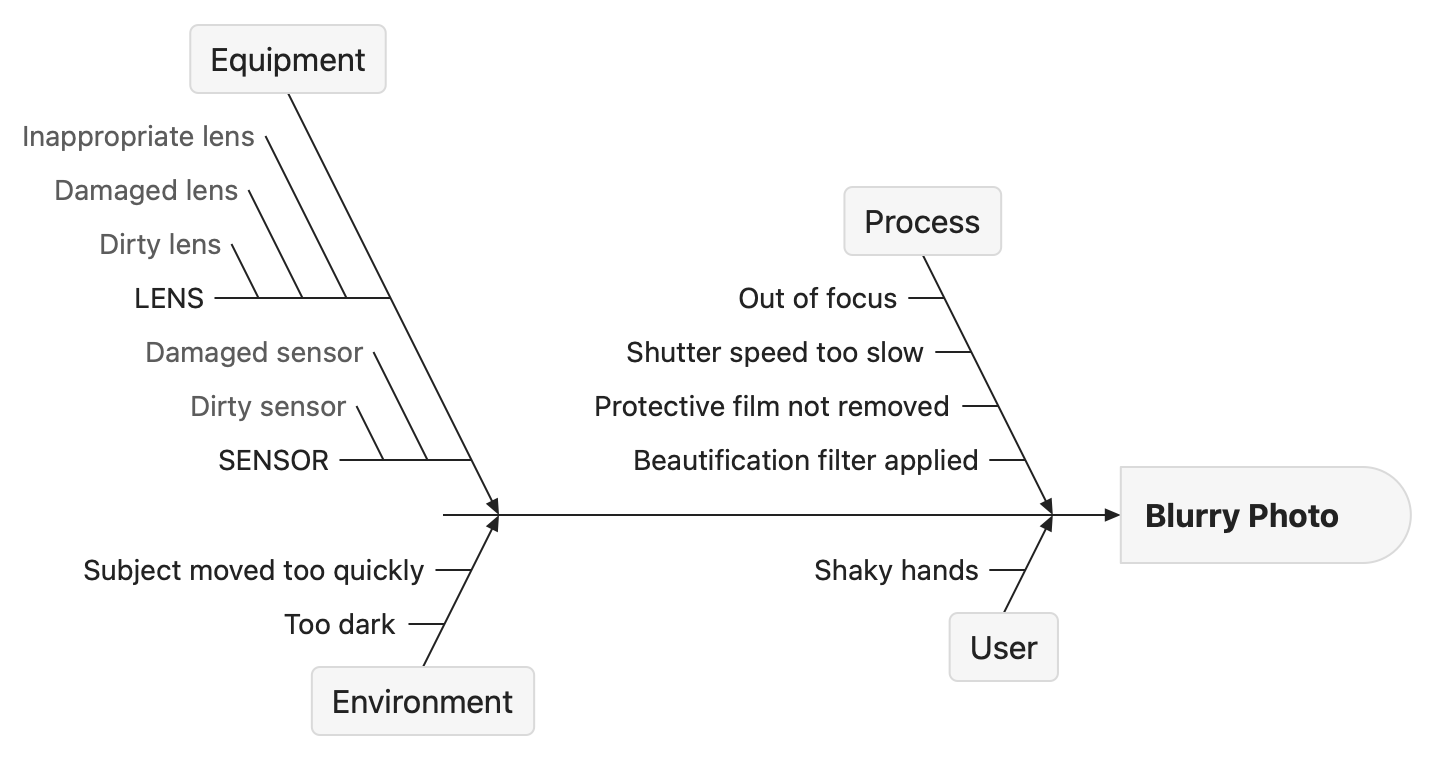 Equipment
Inappropriate lens
Damaged lens
Dirty lens
LENS
Damaged sensor
Dirty sensor
SENSOR
Process
Out of focus
Shutter speed too slow
Protective film not removed
Beautification filter applied
Blurry Photo
Subject moved too quickly
Too dark
Environment
Shaky hands
User